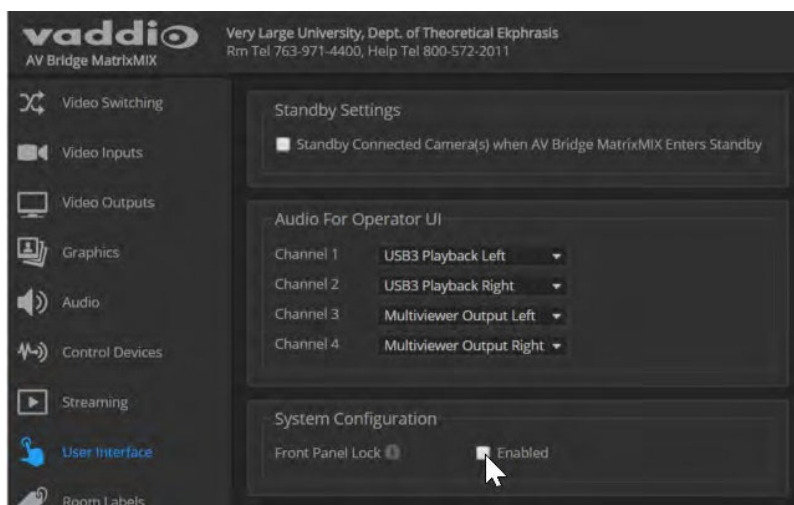 vaddio
AV Bridge MatrixMIX
Very Large University, Dept. of Theoretical Ekphrasis
Rm Tel 763-971-4400, Help Tel 800-572-2011
Video Switching
Video Inputs
Video Outputs
Graphics
Audio
Control Devices
Streaming
User Interface
Room Labels
Standby Settings
Standby Connected Camera(s) when AV Bridge MatrixMIX Enters Standby
Audio For Operator UI
Channel 1 USB3 Playback Left
Channel 2 USB3 Playback Right
Channel 3 Multiviewer Output Left
Channel 4 Multiviewer Output Right
System Configuration
Front Panel Lock Enabled